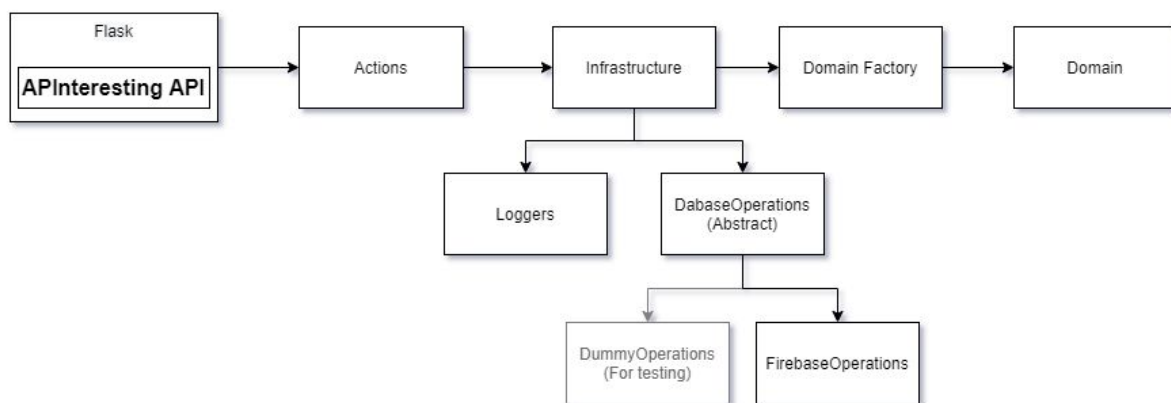 Flask
APInteresting API
Actions
Infrastructure
Domain Factory
Domain
Loggers
DabaseOperations
(Abstract)
DummyOperations
(For testing)
FirebaseOperations